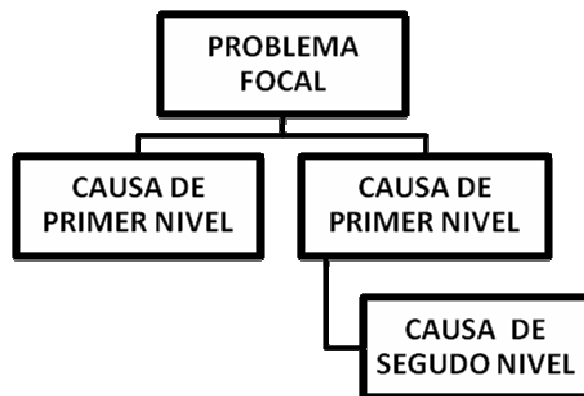 PROBLEMA
FOCAL
CAUSA DE
PRIMER NIVEL
CAUSA DE
PRIMER NIVEL
CAUSA DE
SEGUDO NIVEL